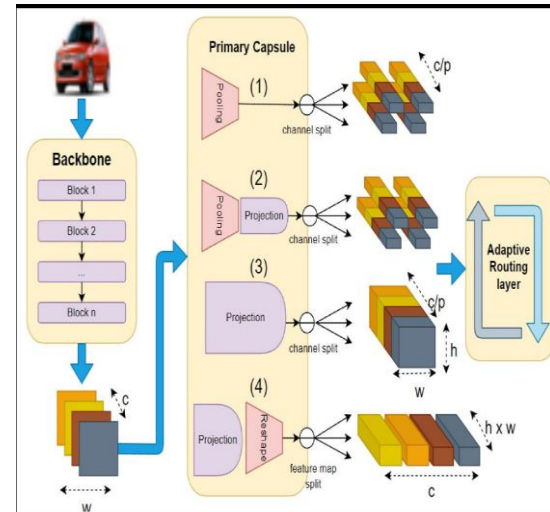 Primary Capsule
Backbone
Block 1
Block 2
...
Block n
c
w
(1)
Pooling
channel split
c/p
(2)
Pooling
Projection
channel split
(3)
Projection
channel split
c/p
h
w
(4)
Projection
Reshape
feature map
split
h x w
c
Adaptive
Routing
layer